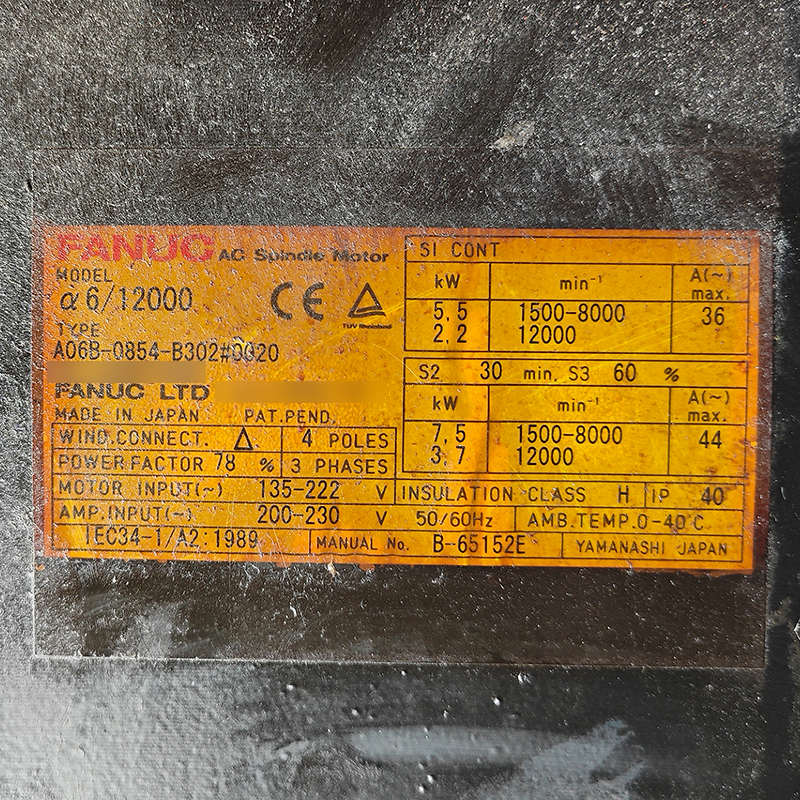 FANUC AC Spindle Motor
MODEL
α6/12000
CE
TÜV Rheinland
TYPE
A06B-0854-B302#0020
FANUC LTD
MADE IN JAPAN PAT.PEND.
WIND.CONNECT. Δ 4 POLES
POWER FACTOR 78 % 3 PHASES
MOTOR INPUT(~) 135-222 V
AMP.INPUT(~) 200-230 V 50/60Hz
IEC34-1/A2:1989
MANUAL No. B-65152E
S1 CONT
kW min⁻¹ A(~) max.
5,5 1500-8000 36
2,2 12000
S2 30 min, S3 60 %
kW min⁻¹ A(~) max.
7,5 1500-8000 44
3,7 12000
INSULATION CLASS H IP 40
AMB.TEMP.0-40°C
YAMANASHI JAPAN